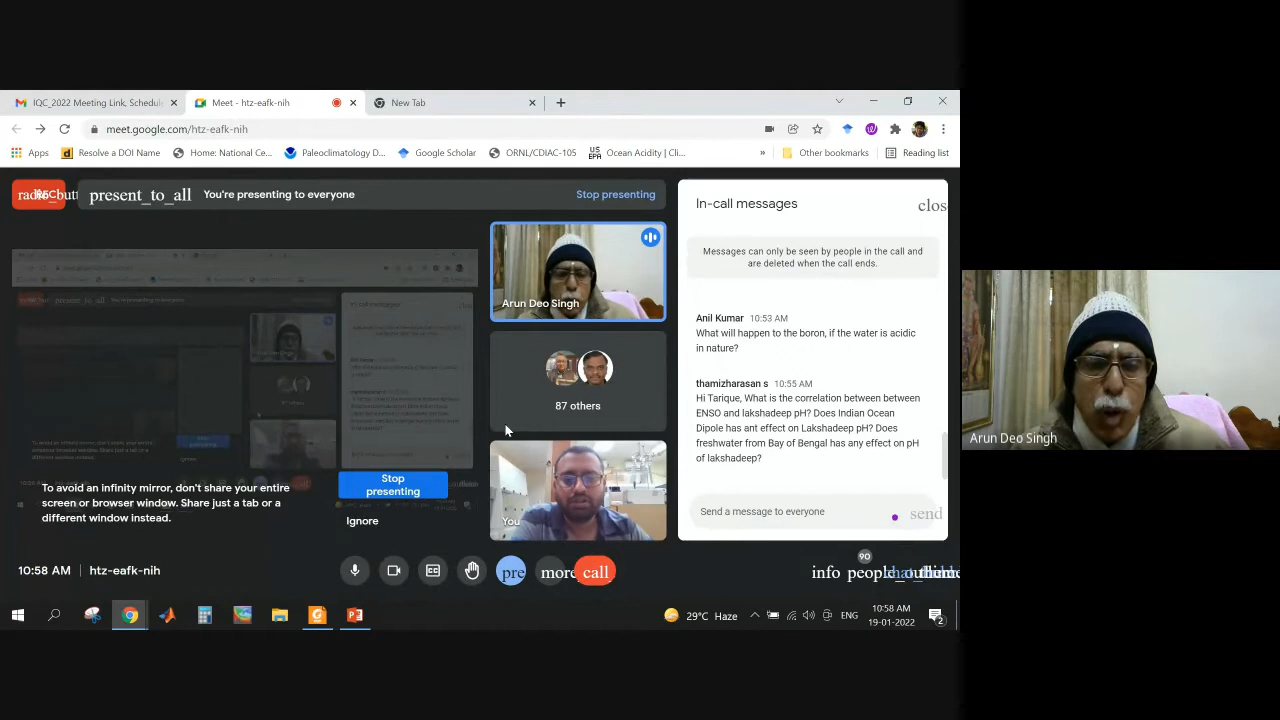 IQC_2022 Meeting Link, Schedul
Meet - htz-eafk-nih
New Tab
meet.google.com/htz-eafk-nih
Apps
Resolve a DOI Name
Home: National Ce...
Paleoclimatology D...
Google Scholar
ORNL/CDIAC-105
US EPA
Ocean Acidity | Cli...
»
Other bookmarks
Reading list
present_to_all
You're presenting to everyone
Stop presenting
In-call messages
clos
Messages can only be seen by people in the call and
are deleted when the call ends.
Arun Deo Singh
87 others
You
Anil Kumar 10:53 AM
What will happen to the boron, if the water is acidic
in nature?
thamizharasan s 10:55 AM
Hi Tarique, What is the correlation between between
ENSO and lakshadeep pH? Does Indian Ocean
Dipole has ant effect on Lakshadeep pH? Does
freshwater from Bay of Bengal has any effect on pH
of lakshadeep?
Send a message to everyone
send
To avoid an infinity mirror, don't share your entire
screen or browser window. Share just a tab or a
different window instead.
Stop
presenting
Ignore
10:58 AM | htz-eafk-nih
pre
more
call
90
info
people
29°C Haze
ENG
10:58 AM
19-01-2022
2
Arun Deo Singh